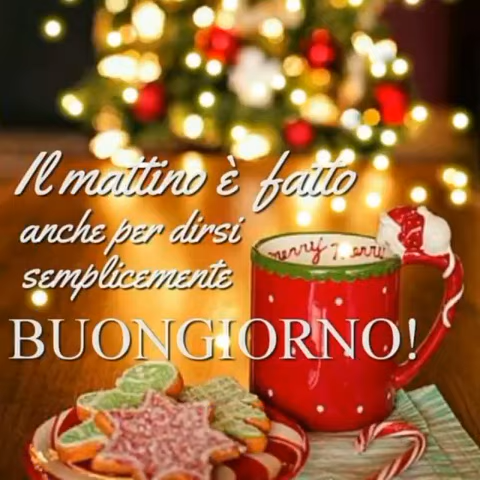 Il mattino è fatto
anche per dirsi
semplicemente
BUONGIORNO!
merry merry